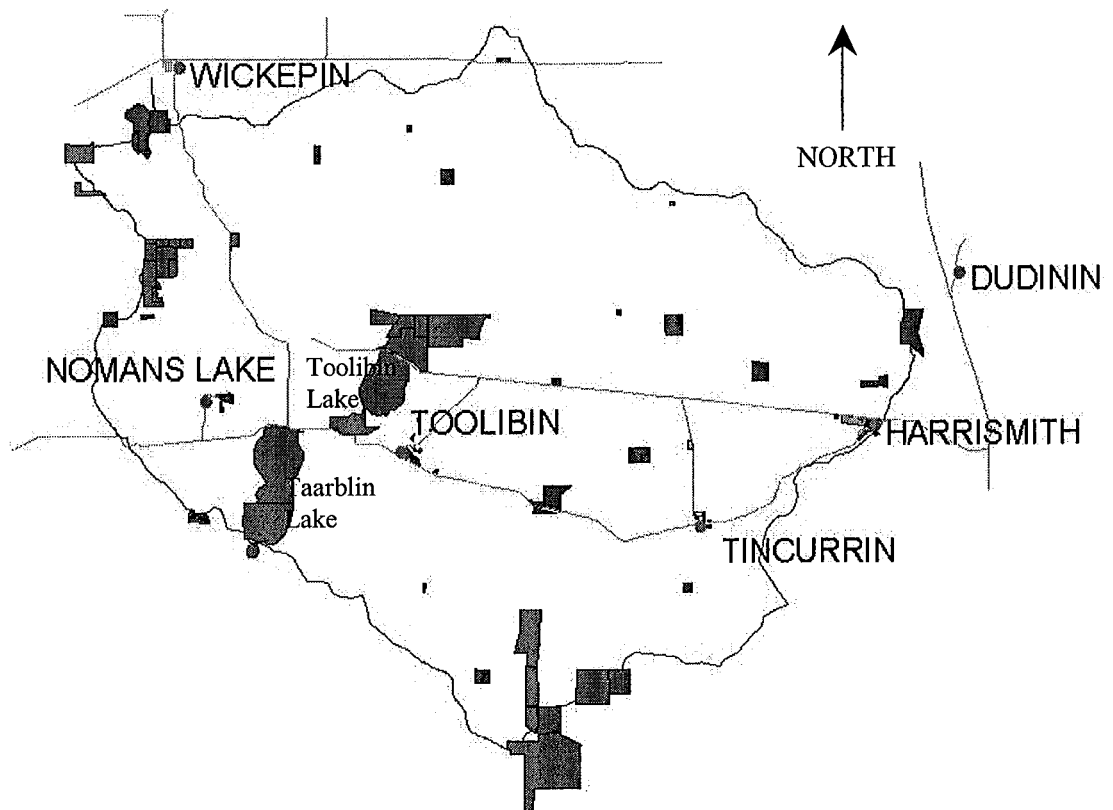 WICKEPIN
NORTH
DUDININ
NOMANS LAKE
Toolibin
Lake
TOOLIBIN
HARRISMITH
Taarblin
Lake
TINCURRIN